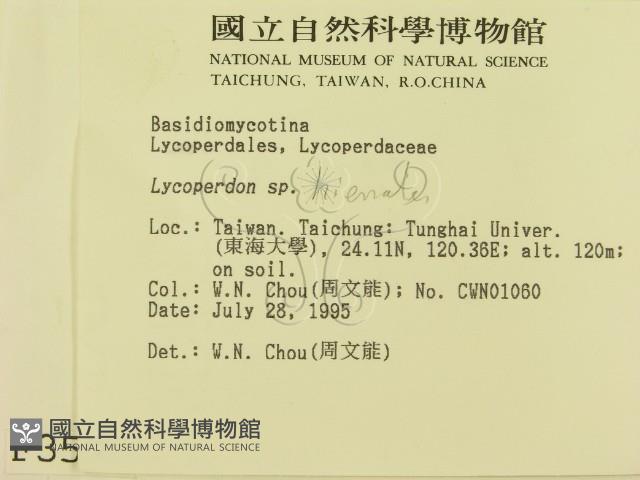 國立自然科學博物館
NATIONAL MUSEUM OF NATURAL SCIENCE
TAICHUNG, TAIWAN, R.O.CHINA
Basidiomycotina
Lycoperdales, Lycoperdaceae
Lycoperdon sp.
Loc.: Taiwan. Taichung: Tunghai Univer.
(東海大學), 24.11N, 120.36E; alt. 120m;
on soil.
Col.: W.N. Chou(周文能); No. CWN01060
Date: July 28, 1995
Det.: W.N. Chou(周文能)
F35
國立自然科學博物館
NATIONAL MUSEUM OF NATURAL SCIENCE